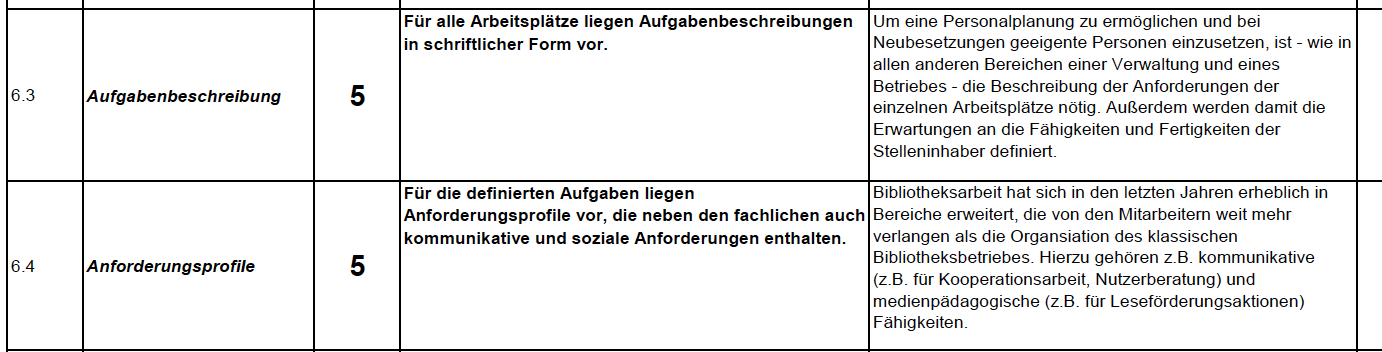 6.3
Aufgabenbeschreibung
5
Für alle Arbeitsplätze liegen Aufgabenbeschreibungen
in schriftlicher Form vor.
Um eine Personalplanung zu ermöglichen und bei
Neubesetzungen geeigente Personen einzusetzen, ist - wie in
allen anderen Bereichen einer Verwaltung und eines
Betriebes - die Beschreibung der Anforderungen der
einzelnen Arbeitsplätze nötig. Außerdem werden damit die
Erwartungen an die Fähigkeiten und Fertigkeiten der
Stelleninhaber definiert.
6.4
Anforderungsprofile
5
Für die definierten Aufgaben liegen
Anforderungsprofile vor, die neben den fachlichen auch
kommunikative und soziale Anforderungen enthalten.
Bibliotheksarbeit hat sich in den letzten Jahren erheblich in
Bereiche erweitert, die von den Mitarbeitern weit mehr
verlangen als die Organsiation des klassischen
Bibliotheksbetriebes. Hierzu gehören z.B. kommunikative
(z.B. für Kooperationsarbeit, Nutzerberatung) und
medienpädagogische (z.B. für Leseförderungsaktionen)
Fähigkeiten.